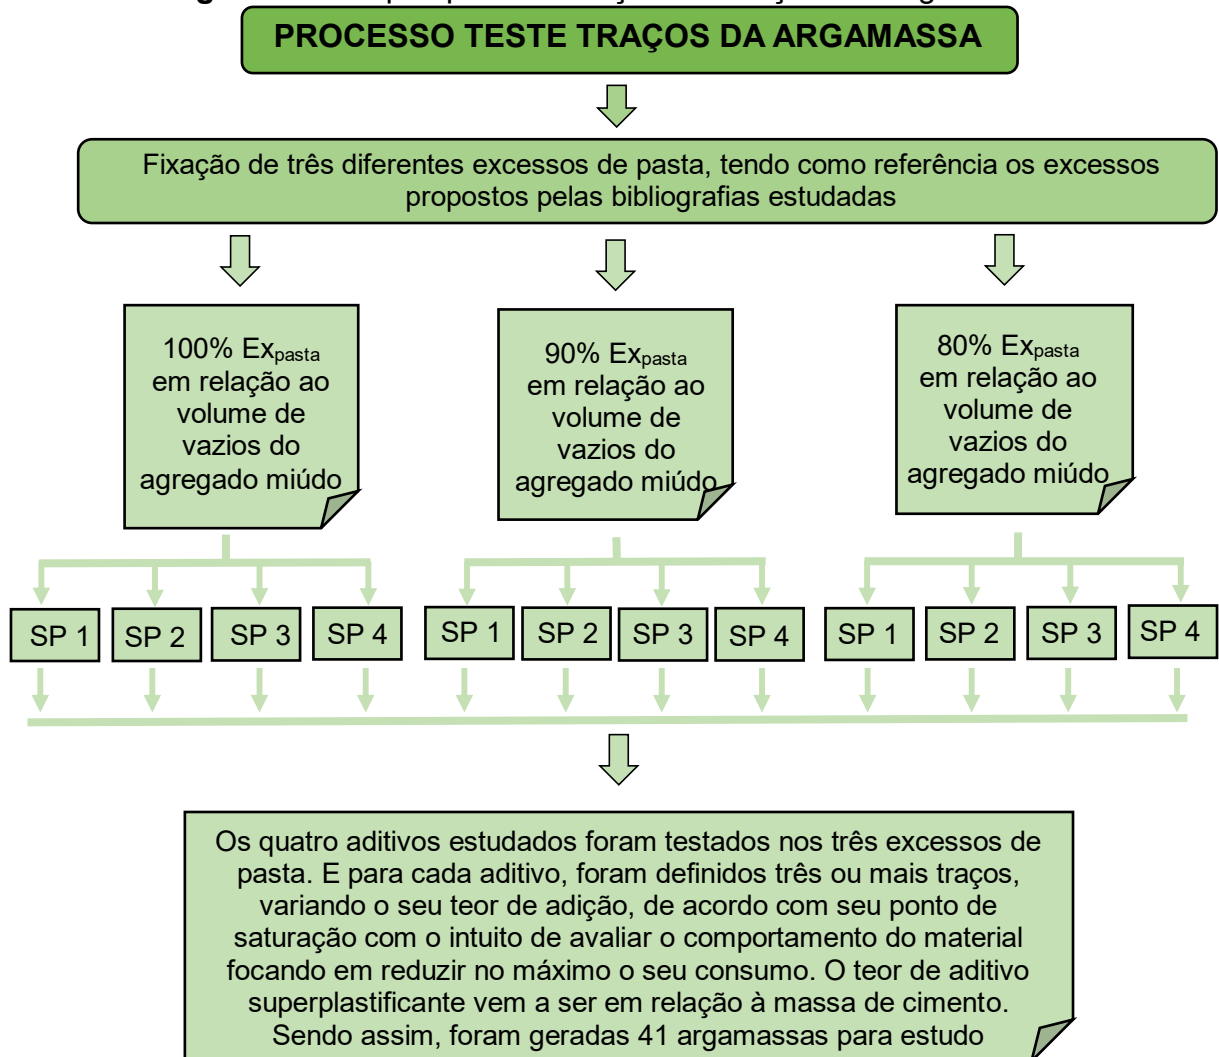 PROCESSO TESTE TRAÇOS DA ARGAMASSA
Fixação de três diferentes excessos de pasta, tendo como referência os excessos
propostos pelas bibliografias estudadas
100% Expasta
em relação ao
volume de
vazios do
agregado miúdo
90% Expasta
em relação ao
volume de
vazios do
agregado miúdo
80% Expasta
em relação ao
volume de
vazios do
agregado miúdo
SP 1
SP 2
SP 3
SP 4
SP 1
SP 2
SP 3
SP 4
SP 1
SP 2
SP 3
SP 4
Os quatro aditivos estudados foram testados nos três excessos de
pasta. E para cada aditivo, foram definidos três ou mais traços,
variando o seu teor de adição, de acordo com seu ponto de
saturação com o intuito de avaliar o comportamento do material
focando em reduzir no máximo o seu consumo. O teor de aditivo
superplastificante vem a ser em relação à massa de cimento.
Sendo assim, foram geradas 41 argamassas para estudo